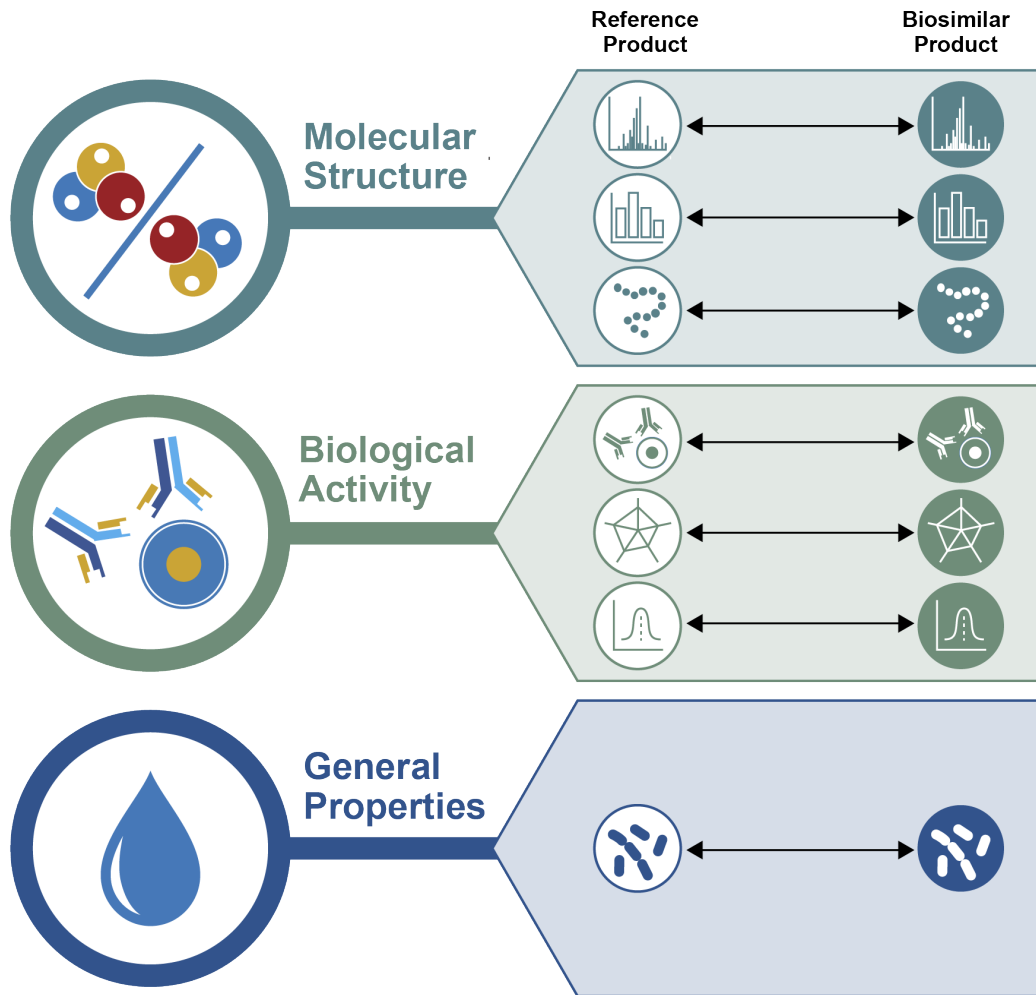 Reference
Product
Biosimilar
Product
Molecular
Structure
Biological
Activity
General
Properties